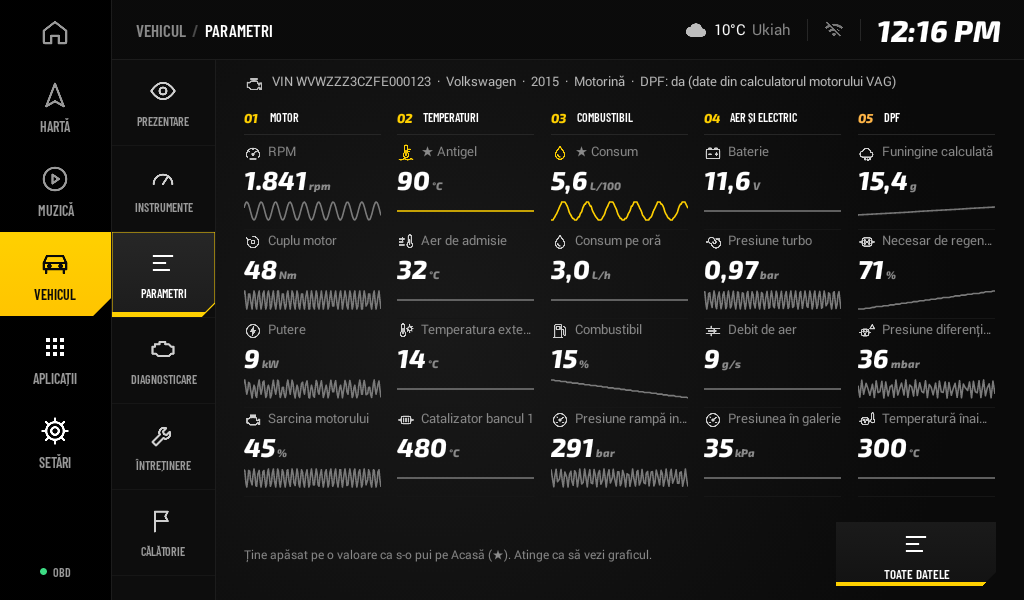 VEHICUL / PARAMETRI
10°C Ukiah
12:16 PM
HARTĂ
MUZICĂ
VEHICUL
APLICAȚII
SETĂRI
OBD
PREZENTARE
INSTRUMENTE
PARAMETRI
DIAGNOSTICARE
ÎNTREȚINERE
CĂLĂTORIE
VIN WVWZZZ3CZFE000123 · Volkswagen · 2015 · Motorină · DPF: da (date din calculatorul motorului VAG)
01 MOTOR
02 TEMPERATURI
03 COMBUSTIBIL
04 AER ȘI ELECTRIC
05 DPF
RPM
★ Antigel
★ Consum
Baterie
Funingine calculată
1.841 rpm
90 °C
5,6 L/100
11,6 V
15,4 g
Cuplu motor
Aer de admisie
Consum pe oră
Presiune turbo
Necesar de regen...
48 Nm
32 °C
3,0 L/h
0,97 bar
71 %
Putere
Temperatura exte...
Combustibil
Debit de aer
Presiune diferenți...
9 kW
14 °C
15 %
9 g/s
36 mbar
Sarcina motorului
Catalizator bancul 1
Presiune rampă in...
Presiunea în galerie
Temperatură înai...
45 %
480 °C
291 bar
35 kPa
300 °C
Ține apăsat pe o valoare ca s-o pui pe Acasă (★). Atinge ca să vezi graficul.
TOATE DATELE